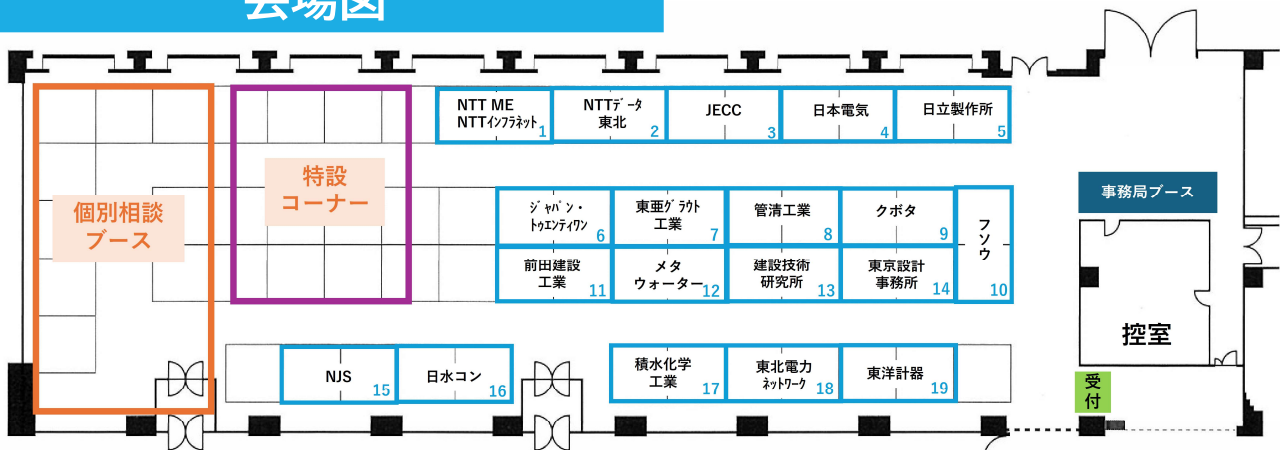 会場図
NTT ME
NTTｲﾝﾌﾗﾈｯﾄ
1
NTTﾃﾞｰﾀ
東北
2
JECC
3
日本電気
4
日立製作所
5
特設
コーナー
個別相談
ブース
ｼﾞｬﾊﾟﾝ・
ﾄｩｴﾝﾃｨﾜﾝ
6
東亜ｸﾞﾗｳﾄ
工業
7
管清工業
8
クボタ
9
フソウ
10
事務局ブース
前田建設
工業
11
メタ
ウォーター
12
建設技術
研究所
13
東京設計
事務所
14
控室
NJS
15
日水コン
16
積水化学
工業
17
東北電力
ﾈｯﾄﾜｰｸ
18
東洋計器
19
受
付